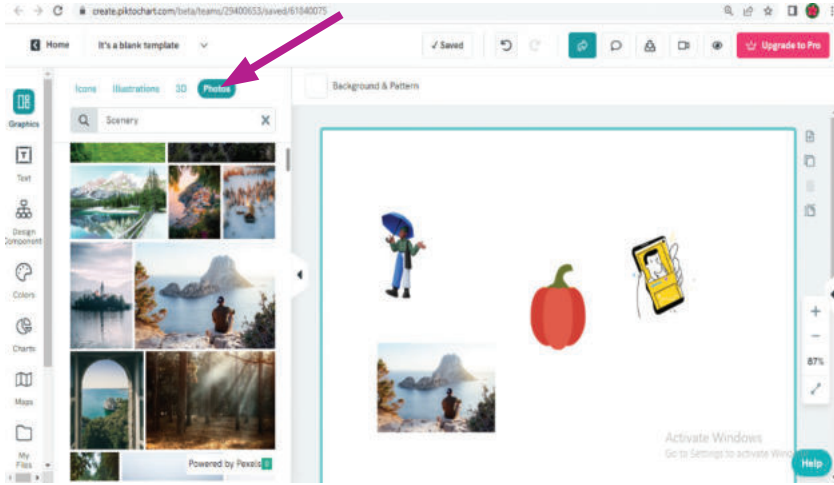 create.piktochart.com/beta/teams/29400653/saved/61040075
Home
It's a blank template
✓ Saved
Upgrade to Pro
Icons
Illustrations
3D
Photos
Background & Pattern
Scenery
X
Graphics
Text
Design
Component
Colors
Charts
Maps
My
Files
Powered by Pexels
87%
Activate Windows
Go to Settings to activate Wind
Help